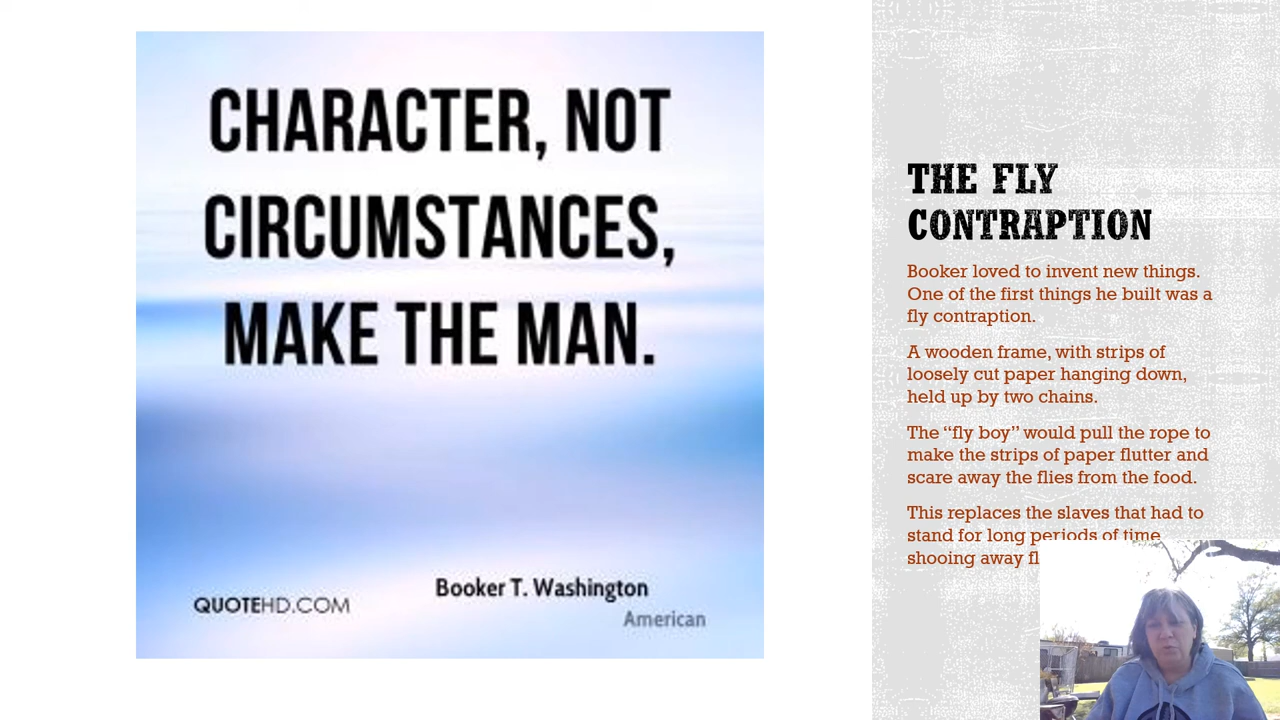 CHARACTER, NOT
CIRCUMSTANCES,
MAKE THE MAN.
Booker T. Washington
QUOTEHD.COM
American
THE FLY
CONTRAPTION
Booker loved to invent new things.
One of the first things he built was a
fly contraption.
A wooden frame, with strips of
loosely cut paper hanging down,
held up by two chains.
The “fly boy” would pull the rope to
make the strips of paper flutter and
scare away the flies from the food.
This replaces the slaves that had to
stand for long periods of time
shooing away